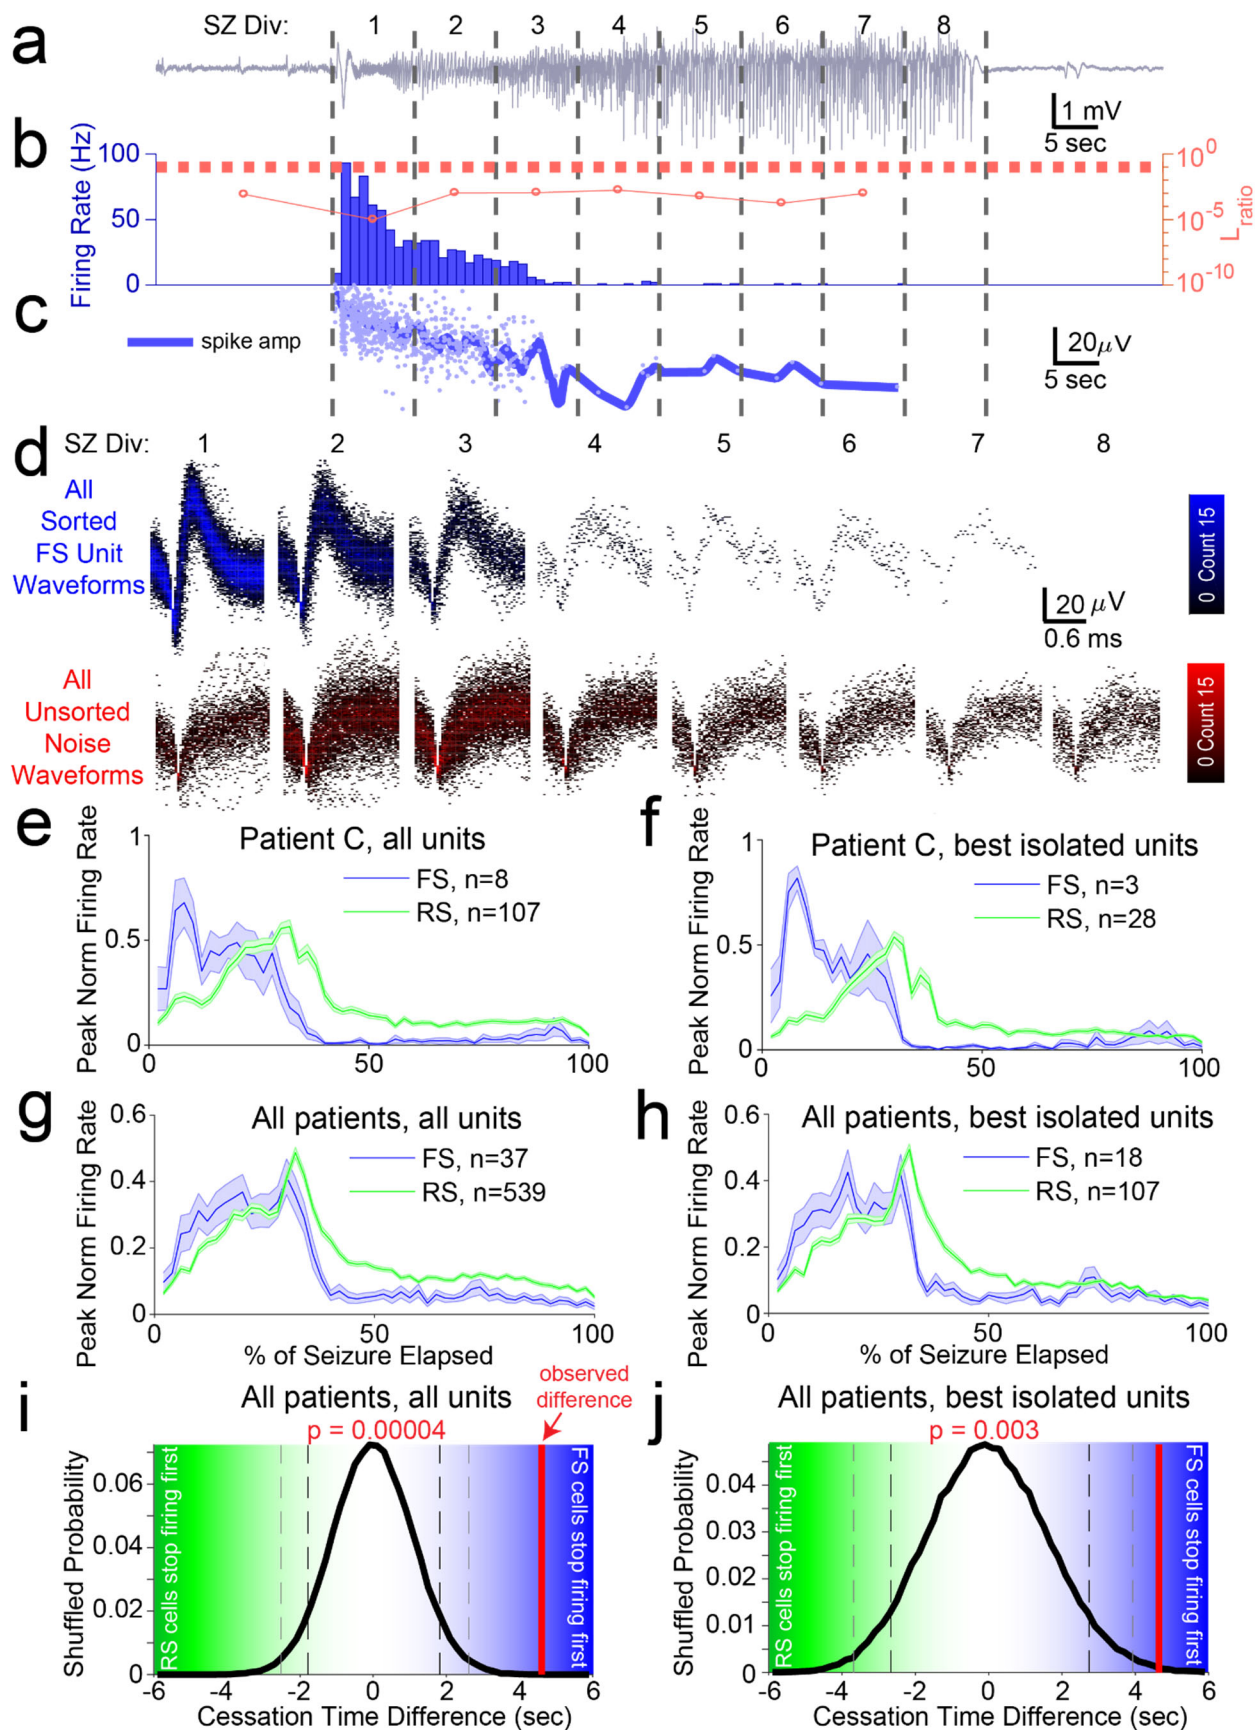 a
SZ Div: 1 2 3 4 5 6 7 8
1 mV
5 sec
b
Firing Rate (Hz)
100
50
0
10^0
10^-5
10^-10
L_ratio
c
spike amp
20μV
5 sec
d
SZ Div: 1 2 3 4 5 6 7 8
All
Sorted
FS Unit
Waveforms
0 Count 15
20 μV
0.6 ms
All
Unsorted
Noise
Waveforms
0 Count 15
e
Patient C, all units
Peak Norm Firing Rate
1
0.5
0
FS, n=8
RS, n=107
0 50 100
f
Patient C, best isolated units
Peak Norm Firing Rate
1
0.5
0
FS, n=3
RS, n=28
0 50 100
g
All patients, all units
Peak Norm Firing Rate
0.6
0.4
0.2
0
FS, n=37
RS, n=539
0 50 100
% of Seizure Elapsed
h
All patients, best isolated units
Peak Norm Firing Rate
0.6
0.4
0.2
0
FS, n=18
RS, n=107
0 50 100
% of Seizure Elapsed
i
All patients, all units
observed
difference
p = 0.00004
Shuffled Probability
0.06
0.04
0.02
0
RS cells stop firing first
FS cells stop firing first
-6 -4 -2 0 2 4 6
Cessation Time Difference (sec)
j
All patients, best isolated units
p = 0.003
Shuffled Probability
0.04
0.03
0.02
0.01
0
RS cells stop firing first
FS cells stop firing first
-6 -4 -2 0 2 4 6
Cessation Time Difference (sec)